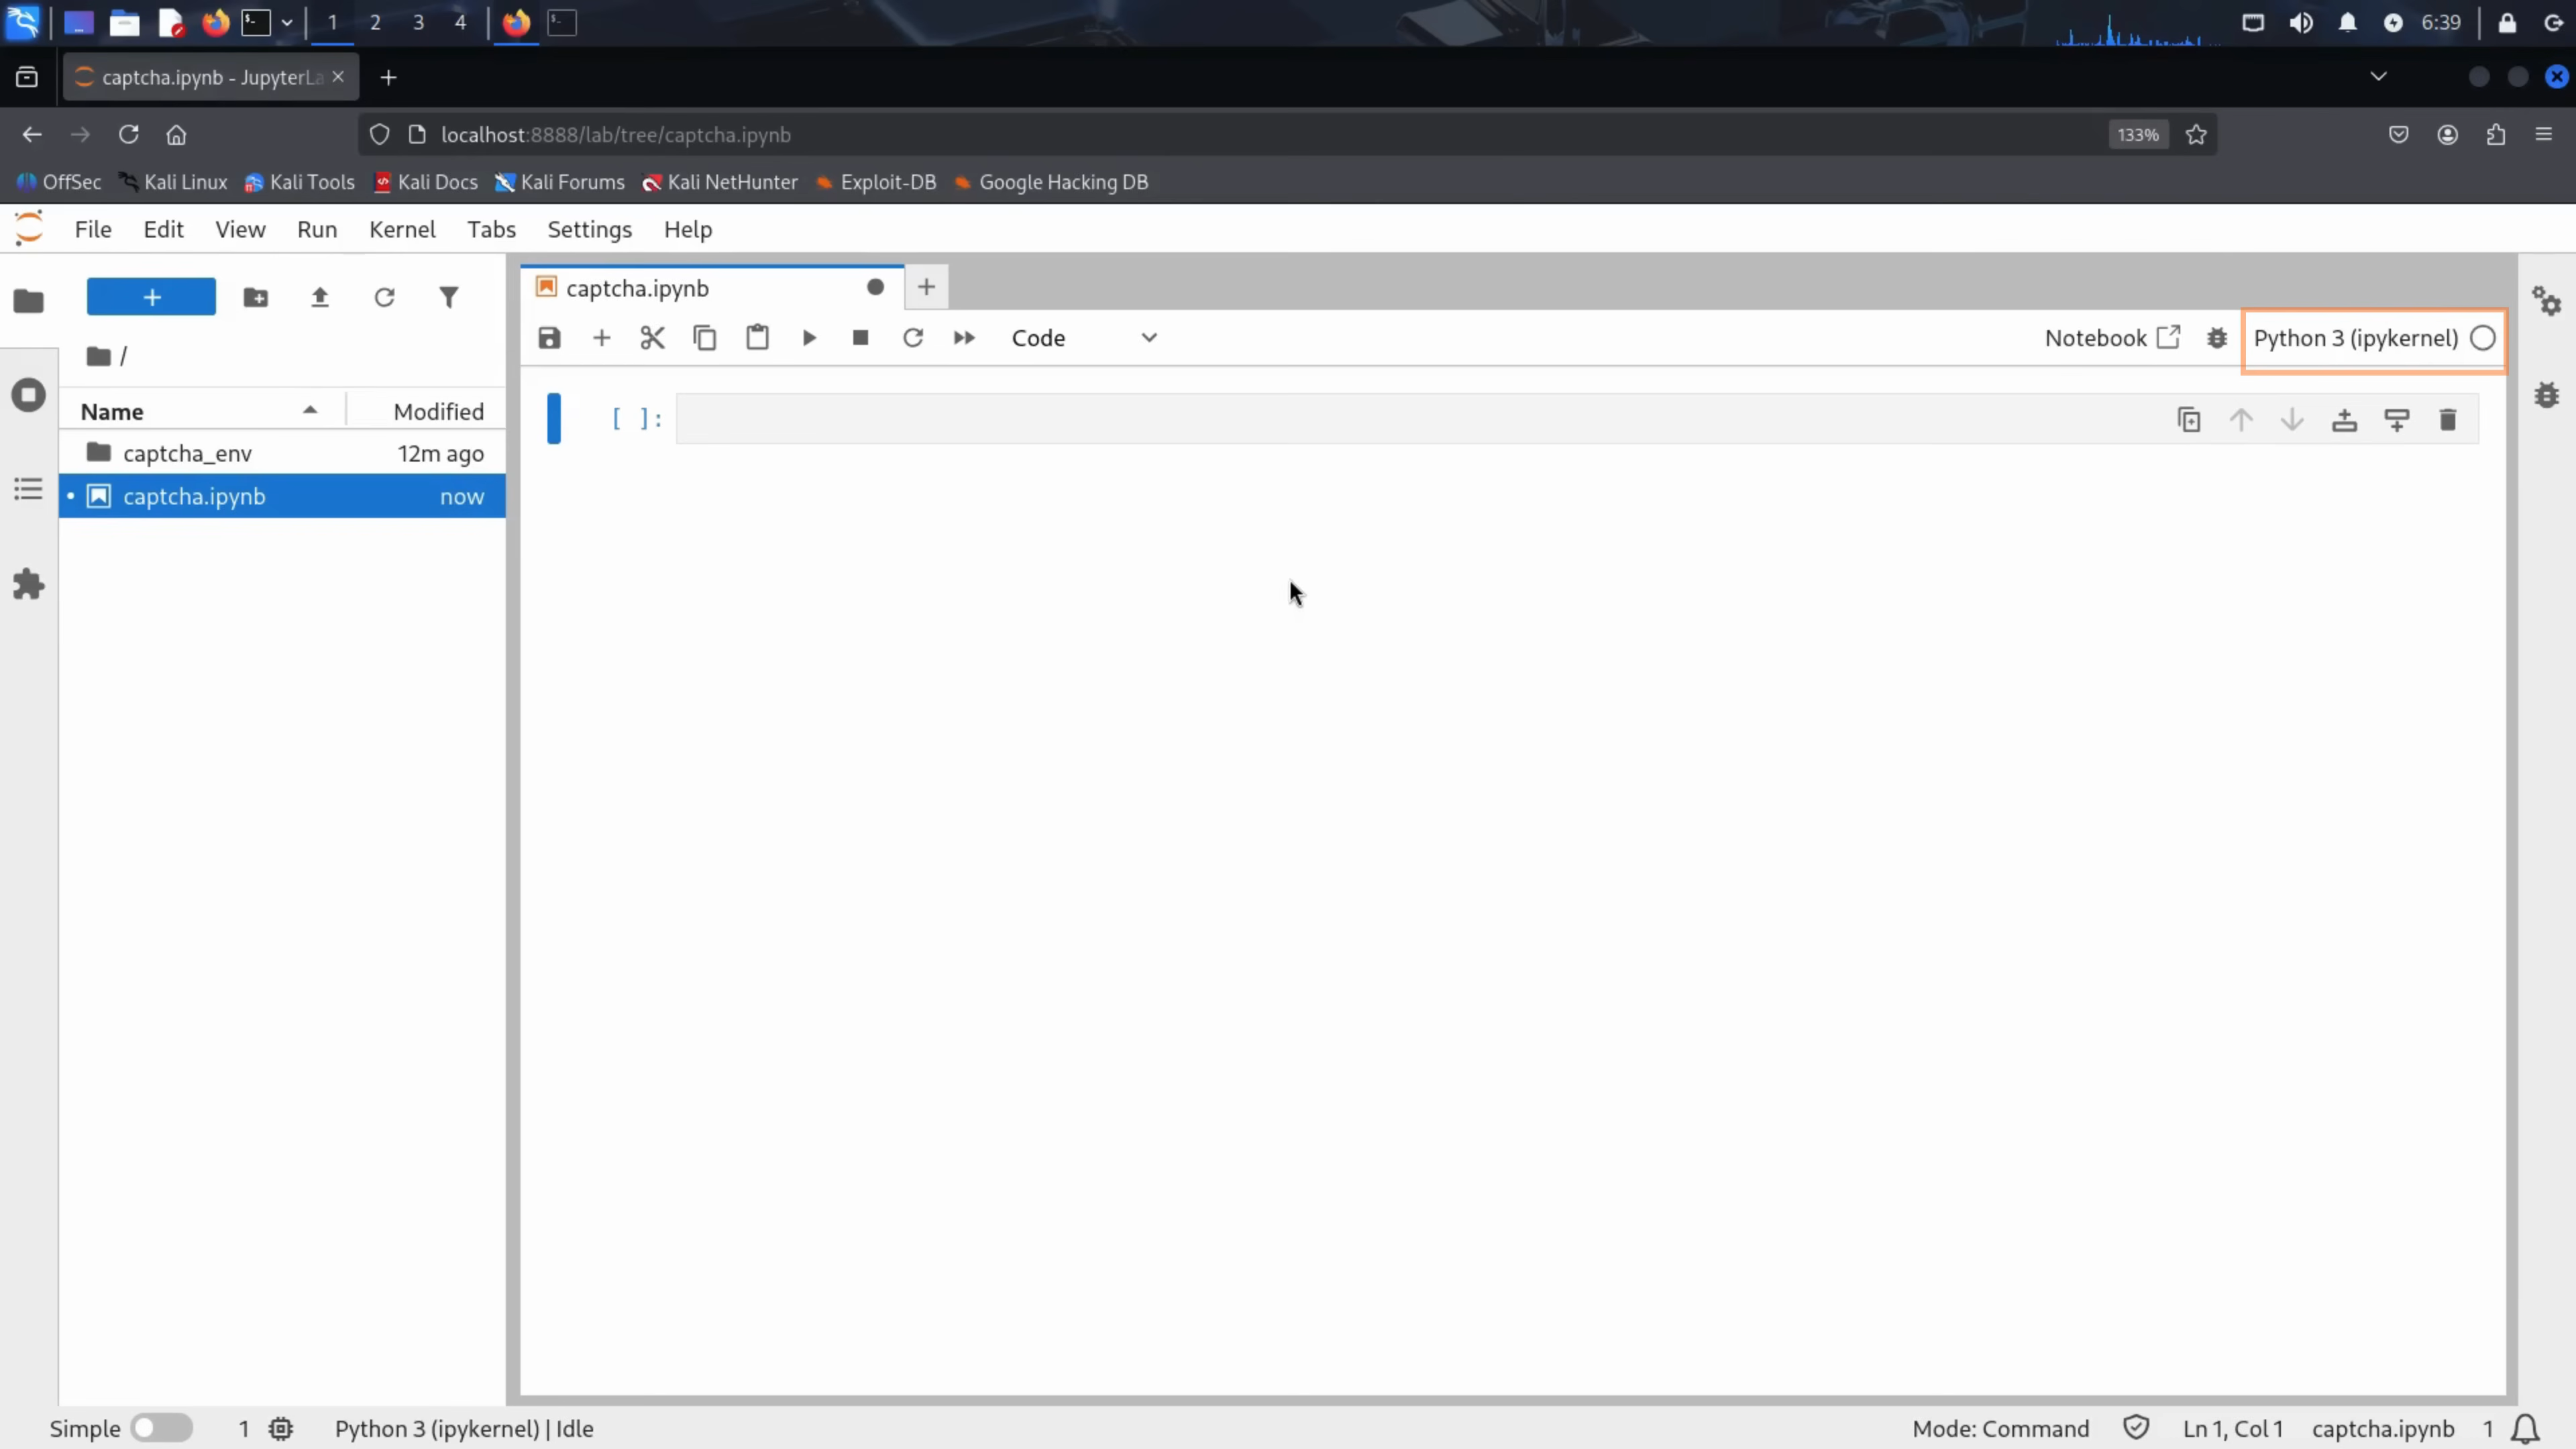 1 2 3 4 6:39
captcha.ipynb - JupyterLa
localhost:8888/lab/tree/captcha.ipynb 133%
OffSec Kali Linux Kali Tools Kali Docs Kali Forums Kali NetHunter Exploit-DB Google Hacking DB
File Edit View Run Kernel Tabs Settings Help
captcha.ipynb
Code Notebook Python 3 (ipykernel)
/
Name Modified
[ ]:
captcha_env 12m ago
captcha.ipynb now
Simple 1 Python 3 (ipykernel) | Idle Mode: Command Ln 1, Col 1 captcha.ipynb 1